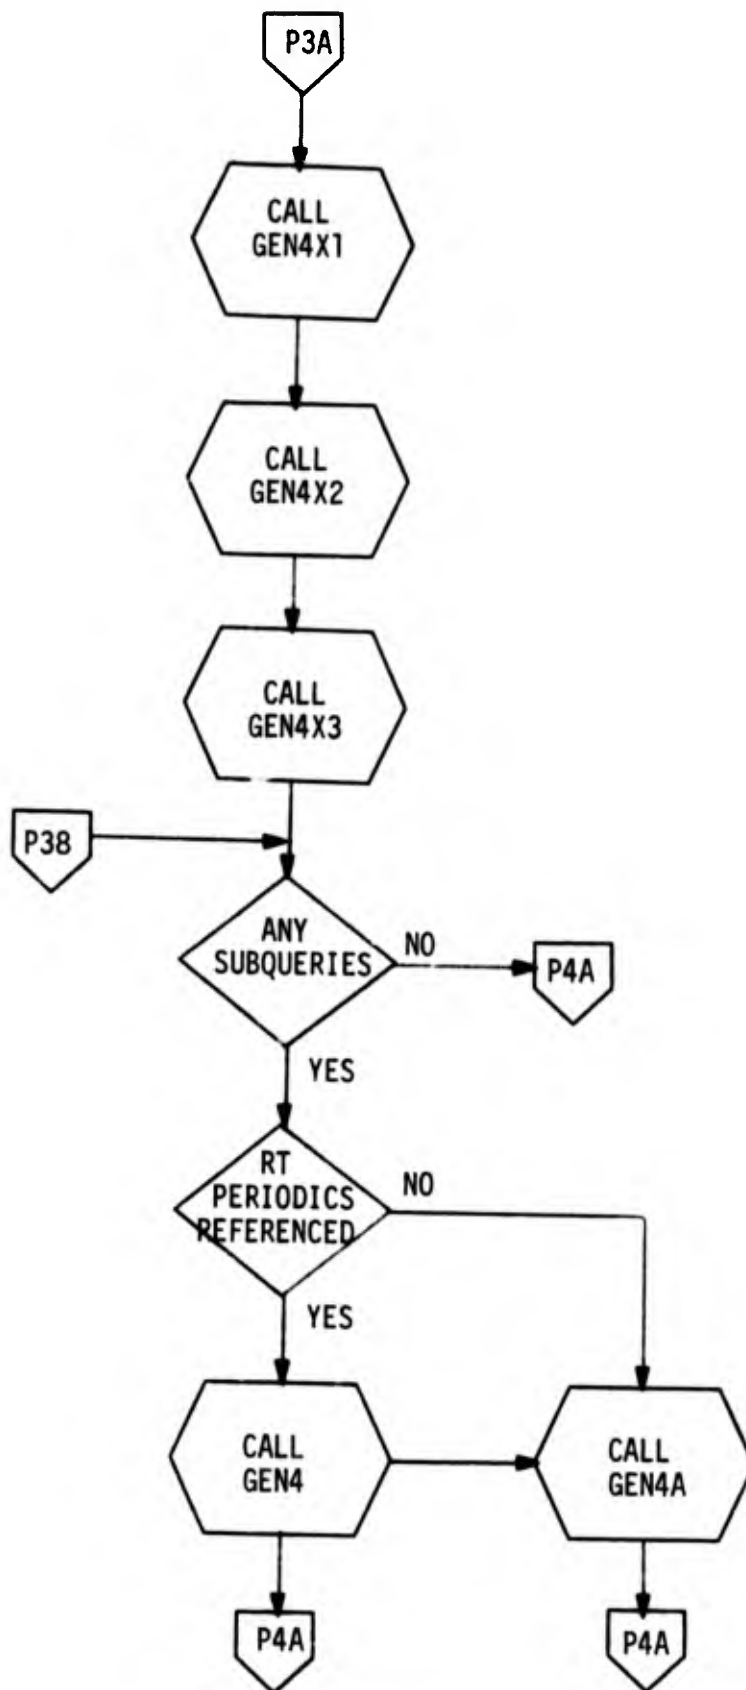 P3A
CALL
GEN4X1
CALL
GEN4X2
CALL
GEN4X3
P38
ANY
SUBQUERIES
NO
P4A
YES
RT
PERIODICS
REFERENCED
NO
YES
CALL
GEN4
CALL
GEN4A
P4A
P4A